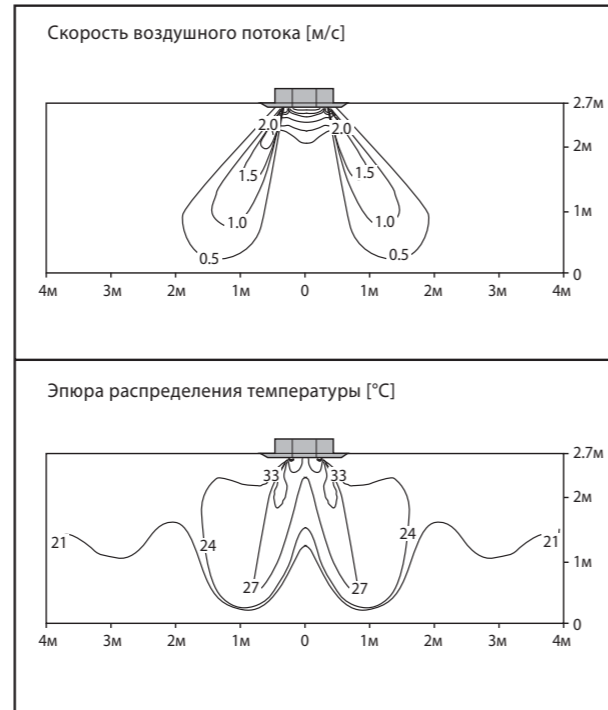 Скорость воздушного потока [м/с]
2.7м
2.0 2.0
2м
1.5 1.5
1.0 1.0
1м
0.5 0.5
0
4м 3м 2м 1м 0 1м 2м 3м 4м
Эпюра распределения температуры [°C]
2.7м
33 33
2м
21 24 24 21
1м
27 27
0
4м 3м 2м 1м 0 1м 2м 3м 4м